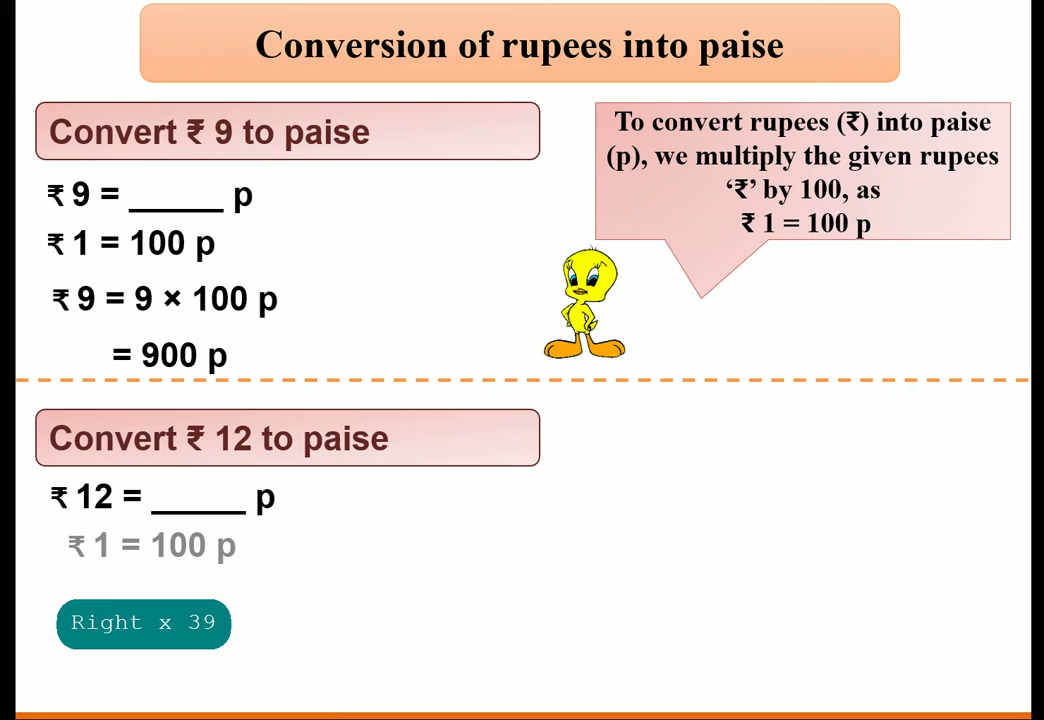 Conversion of rupees into paise
Convert ₹ 9 to paise
₹ 9 = _____ p
₹ 1 = 100 p
₹ 9 = 9 × 100 p
= 900 p
To convert rupees (₹) into paise
(p), we multiply the given rupees
‘₹’ by 100, as
₹ 1 = 100 p
Convert ₹ 12 to paise
₹ 12 = _____ p
₹ 1 = 100 p
Right x 39